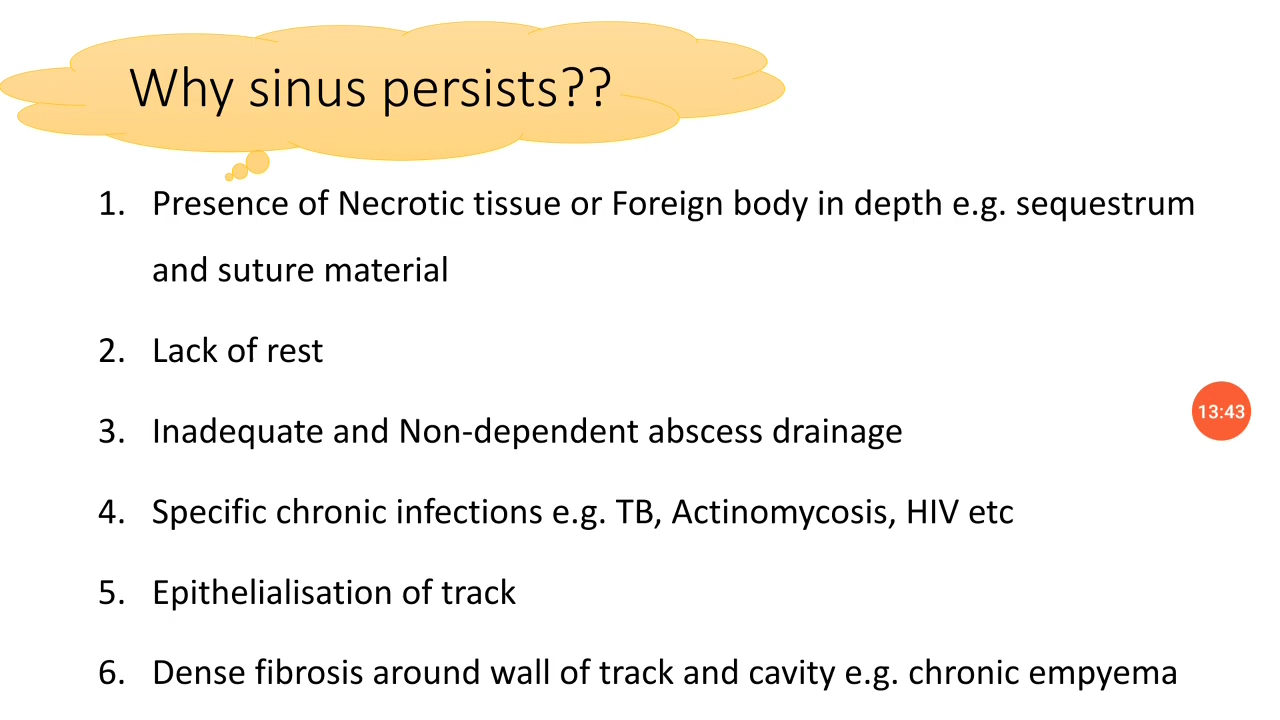 Why sinus persists??
1. Presence of Necrotic tissue or Foreign body in depth e.g. sequestrum
and suture material
2. Lack of rest
3. Inadequate and Non-dependent abscess drainage
13:43
4. Specific chronic infections e.g. TB, Actinomycosis, HIV etc
5. Epithelialisation of track
6. Dense fibrosis around wall of track and cavity e.g. chronic empyema